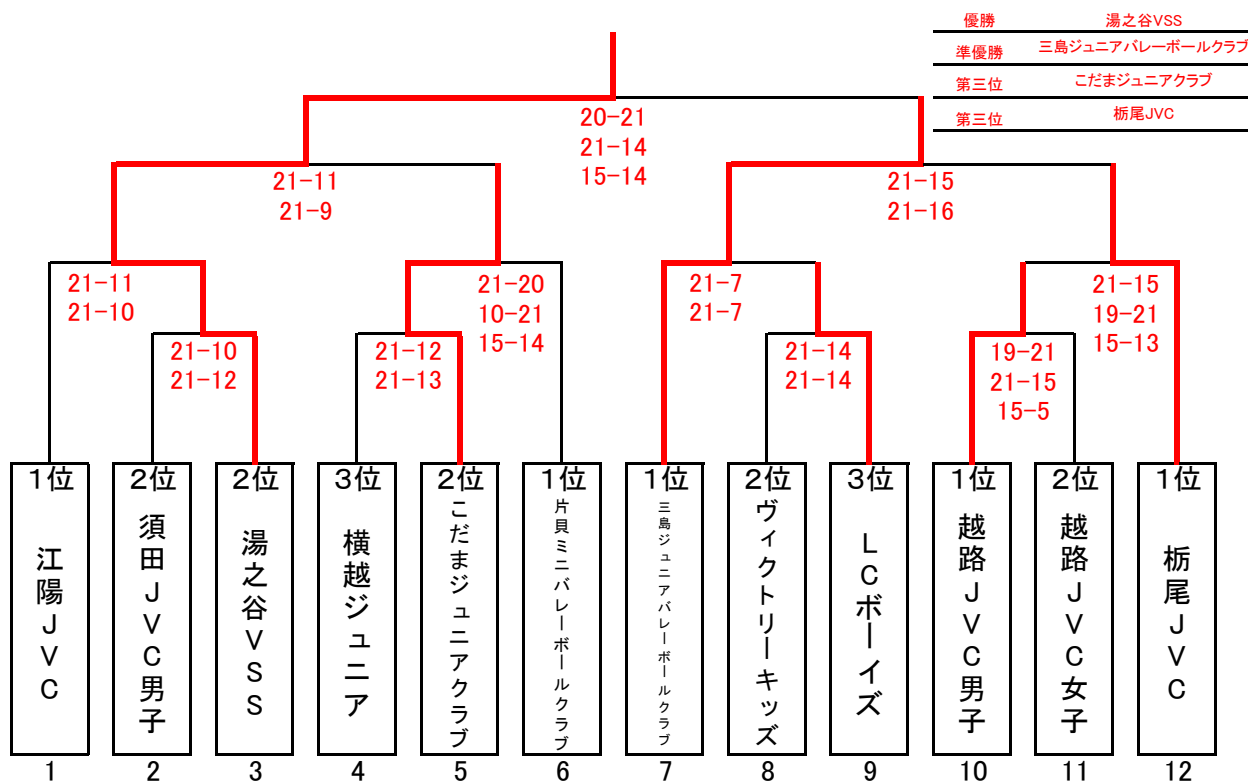 優勝 湯之谷VSS
準優勝 三島ジュニアバレーボールクラブ
第三位 こだまジュニアクラブ
第三位 栃尾JVC
20-21
21-14
15-14
21-11
21-9
21-15
21-16
21-11
21-10
21-20
10-21
15-14
21-7
21-7
21-15
19-21
15-13
21-10
21-12
21-12
21-13
21-14
21-14
19-21
21-15
15-5
1位
江陽JVC
1
2位
須田JVC男子
2
2位
湯之谷VSS
3
3位
横越ジュニア
4
2位
こだまジュニアクラブ
5
1位
片貝ミニバレーボールクラブ
6
1位
三島ジュニアバレーボールクラブ
7
2位
ヴィクトリーキッズ
8
3位
LCボーイズ
9
1位
越路JVC男子
10
2位
越路JVC女子
11
1位
栃尾JVC
12